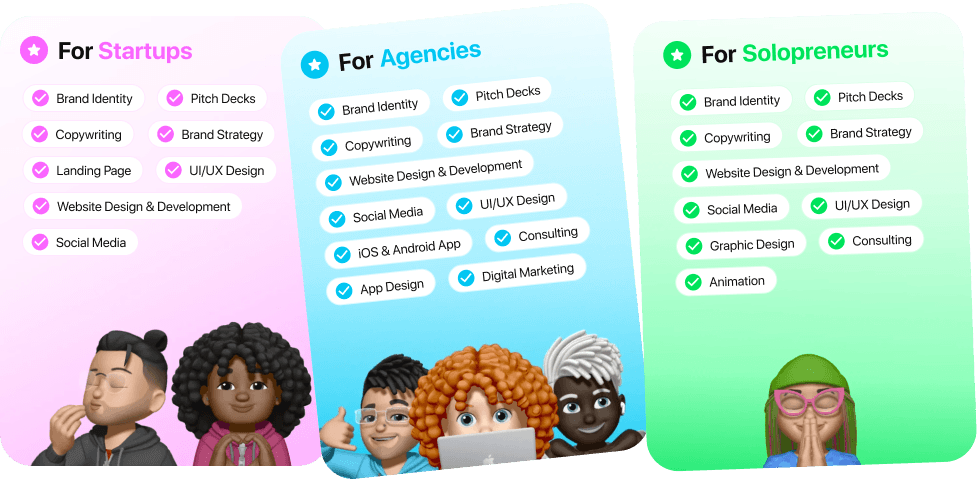 For Startups
Brand Identity
Pitch Decks
Copywriting
Brand Strategy
Landing Page
UI/UX Design
Website Design & Development
Social Media
For Agencies
Brand Identity
Pitch Decks
Copywriting
Brand Strategy
Website Design & Development
Social Media
UI/UX Design
iOS & Android App
Consulting
App Design
Digital Marketing
For Solopreneurs
Brand Identity
Pitch Decks
Copywriting
Brand Strategy
Website Design & Development
Social Media
UI/UX Design
Graphic Design
Consulting
Animation